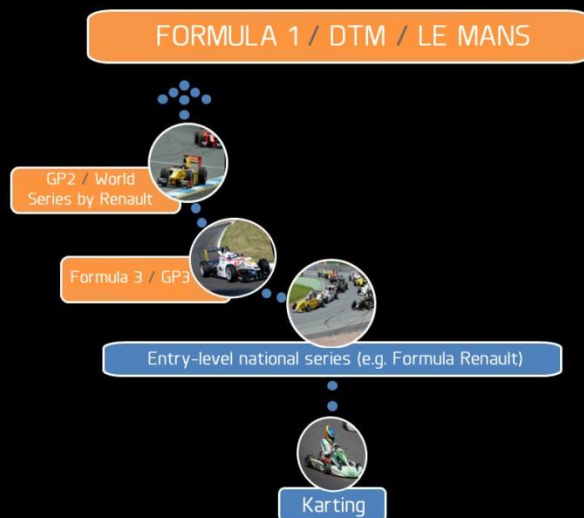 FORMULA 1 / DTM / LE MANS
GP2 / World
Series by Renault
Formula 3 / GP3
Entry-level national series (e.g. Formula Renault)
Karting